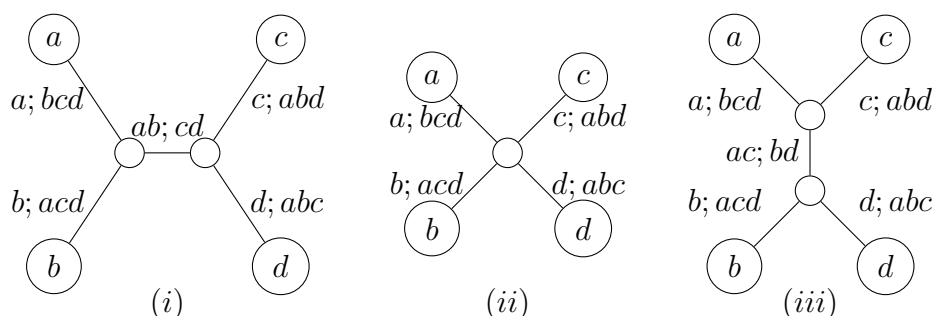 a c a c a c
a; bcd c; abd ab; cd
b; acd d; abc
b d
(i)
a; bcd c; abd
b; acd d; abc
b d
(ii)
a; bcd c; abd
ac; bd
b; acd d; abc
b d
(iii)